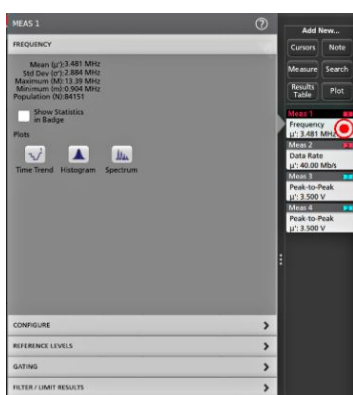 MEAS 1
?
FREQUENCY
Mean (µ'):3.481 MHz
Std Dev (σ'):2.884 MHz
Maximum (M):13.39 MHz
Minimum (m):0.904 MHz
Population (N):84151
Show Statistics
in Badge
Plots
Time Trend
Histogram
Spectrum
CONFIGURE
REFERENCE LEVELS
GATING
FILTER / LIMIT RESULTS
Add New...
Cursors
Note
Measure
Search
Results
Table
Plot
Meas 1
Frequency
µ': 3.481 MHz
Meas 2
Data Rate
µ': 40.00 Mb/s
Meas 3
Peak-to-Peak
µ': 3.500 V
Meas 4
Peak-to-Peak
µ': 3.500 V